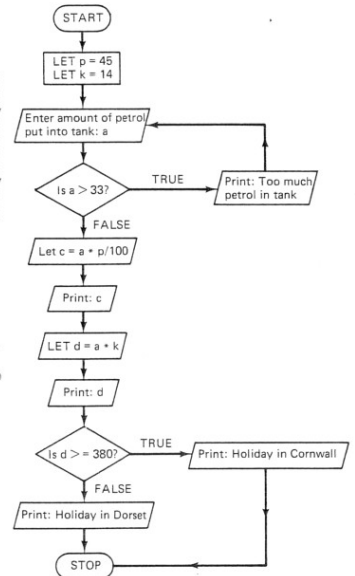 START
LET p = 45
LET k = 14
Enter amount of petrol
put into tank: a
Is a > 33?
TRUE
Print: Too much
petrol in tank
FALSE
Let c = a * p/100
Print: c
LET d = a * k
Print: d
Is d > = 380?
TRUE
Print: Holiday in Cornwall
FALSE
Print: Holiday in Dorset
STOP